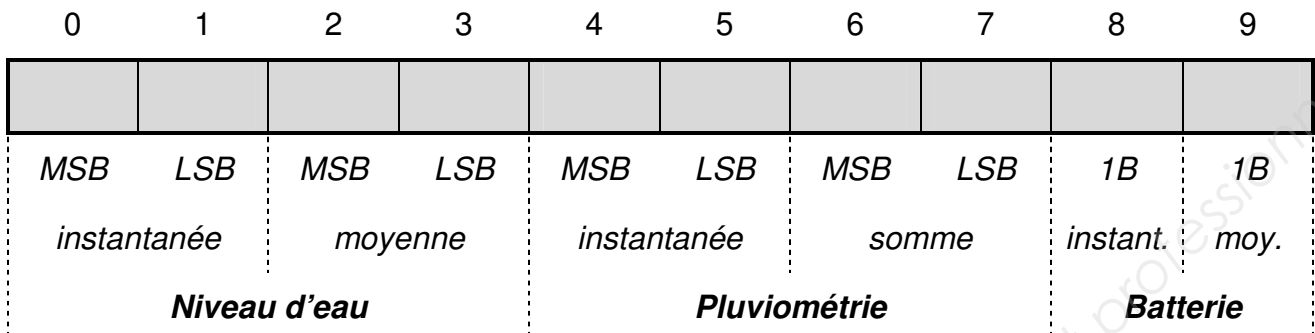 0 1 2 3 4 5 6 7 8 9
MSB LSB MSB LSB MSB LSB MSB LSB 1B 1B
instantanée moyenne instantanée somme instant. moy.
Niveau d'eau Pluviométrie Batterie